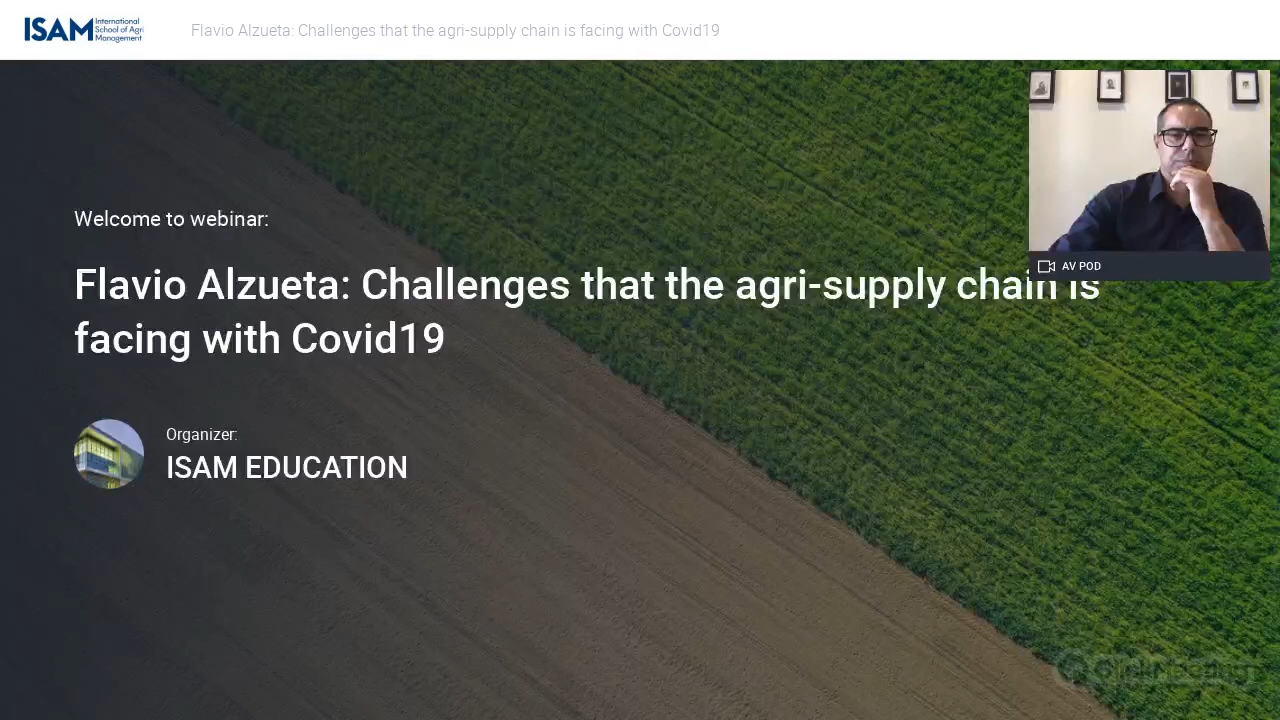 ISAM International
School of Agri
Management
Flavio Alzueta: Challenges that the agri-supply chain is facing with Covid19
AV POD
Welcome to webinar:
Flavio Alzueta: Challenges that the agri-supply chain is
facing with Covid19
Organizer:
ISAM EDUCATION